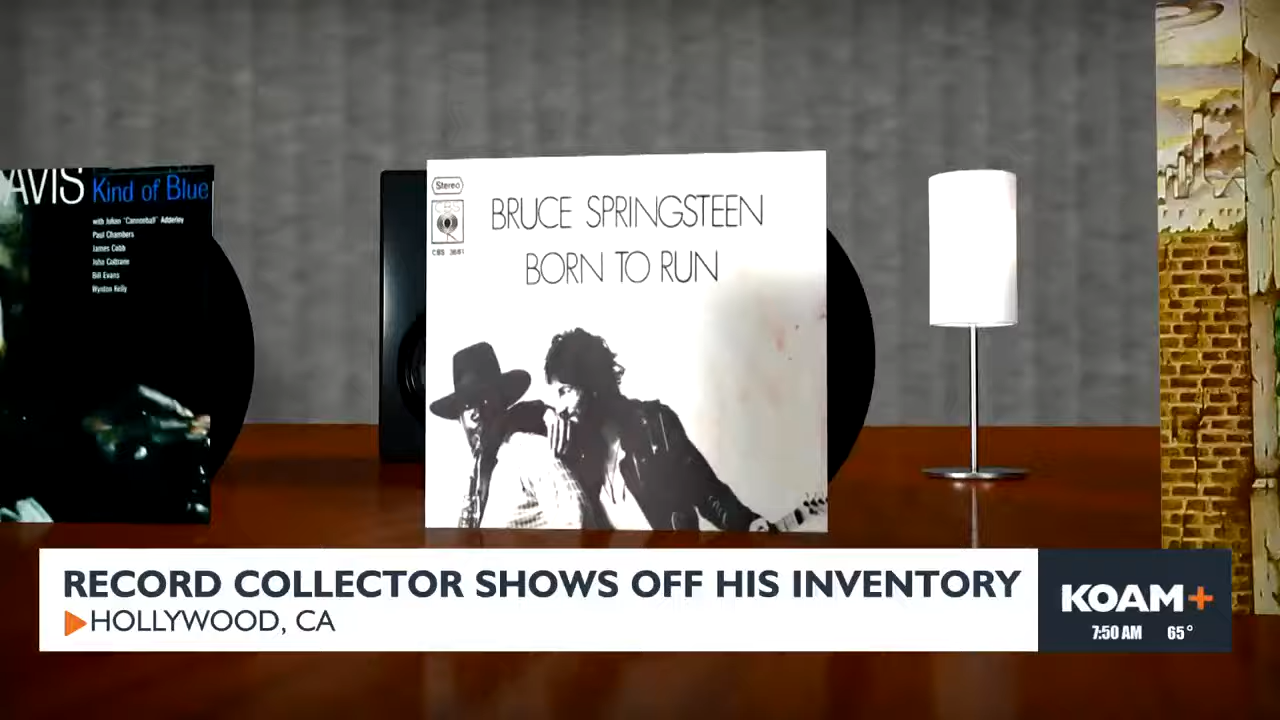 AVIS Kind of Blue
with Julian "Cannonball" Adderley
Paul Chambers
James Cobb
John Coltrane
Bill Evans
Wynton Kelly
Stereo
CBS
CBS 3681
BRUCE SPRINGSTEEN
BORN TO RUN
RECORD COLLECTOR SHOWS OFF HIS INVENTORY
HOLLYWOOD, CA
KOAM+
7:50 AM 65°